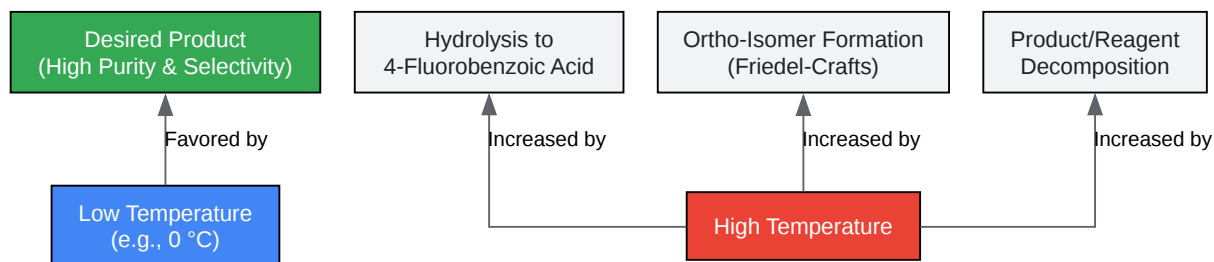 Desired Product
(High Purity & Selectivity)
Hydrolysis to
4-Fluorobenzoic Acid
Ortho-Isomer Formation
(Friedel-Crafts)
Product/Reagent
Decomposition
Favored by
Increased by
Increased by
Increased by
Low Temperature
(e.g., 0 °C)
High Temperature